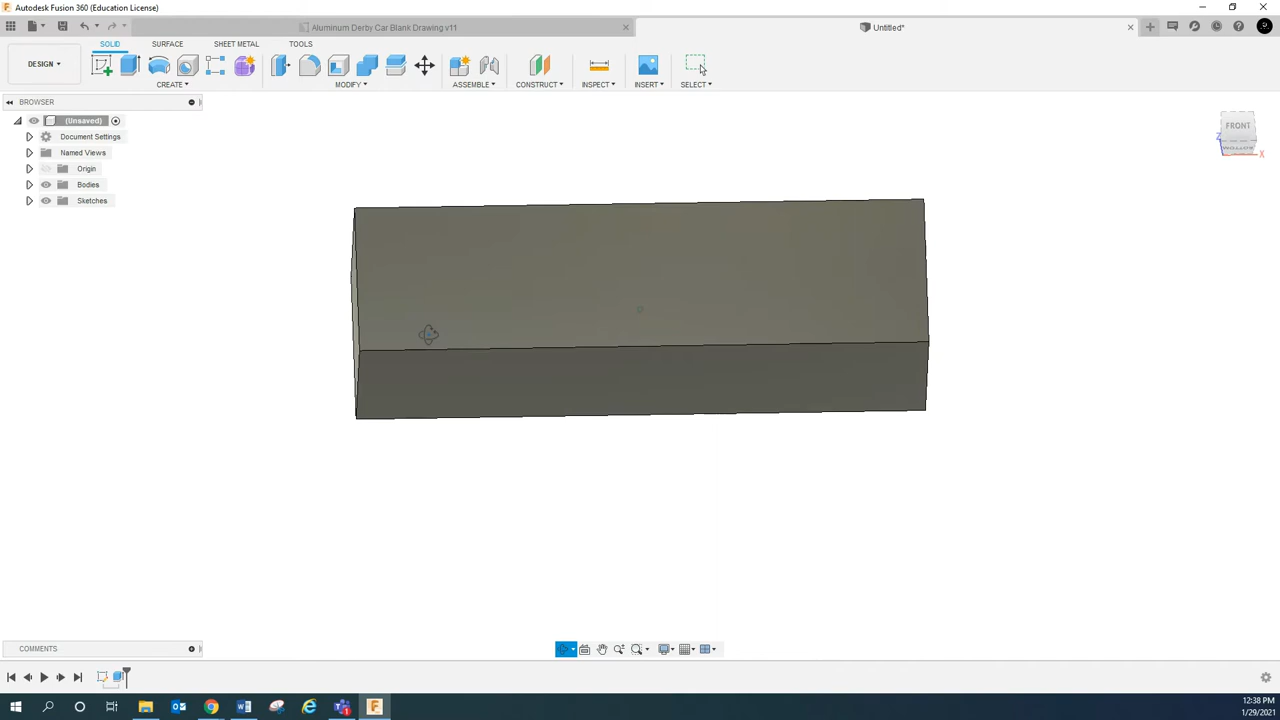 Autodesk Fusion 360 (Education License)
Aluminum Derby Car Blank Drawing v11
Untitled*
SOLID
SURFACE
SHEET METAL
TOOLS
DESIGN
CREATE
MODIFY
ASSEMBLE
CONSTRUCT
INSPECT
INSERT
SELECT
BROWSER
(Unsaved)
Document Settings
Named Views
Origin
Bodies
Sketches
FRONT
BOTTOM
Z
X
COMMENTS
12:38 PM
1/29/2021